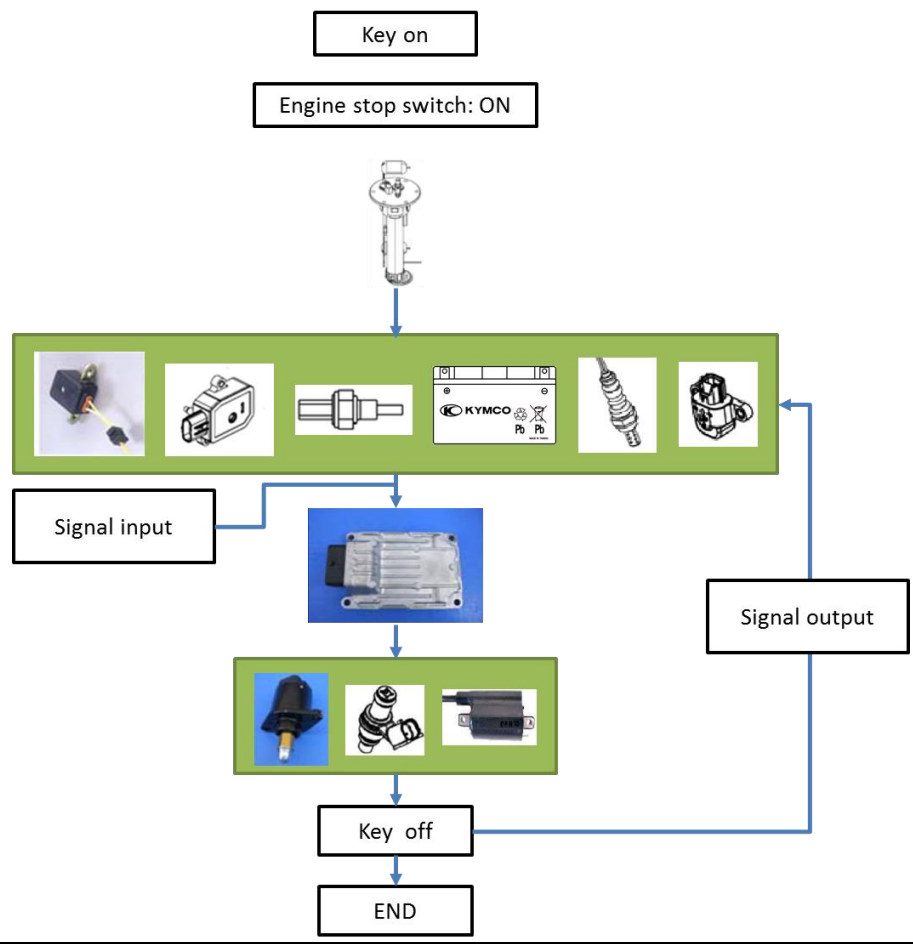 Key on
Engine stop switch: ON
KYMCO
Pb Pb
Signal input
Signal output
Key off
END